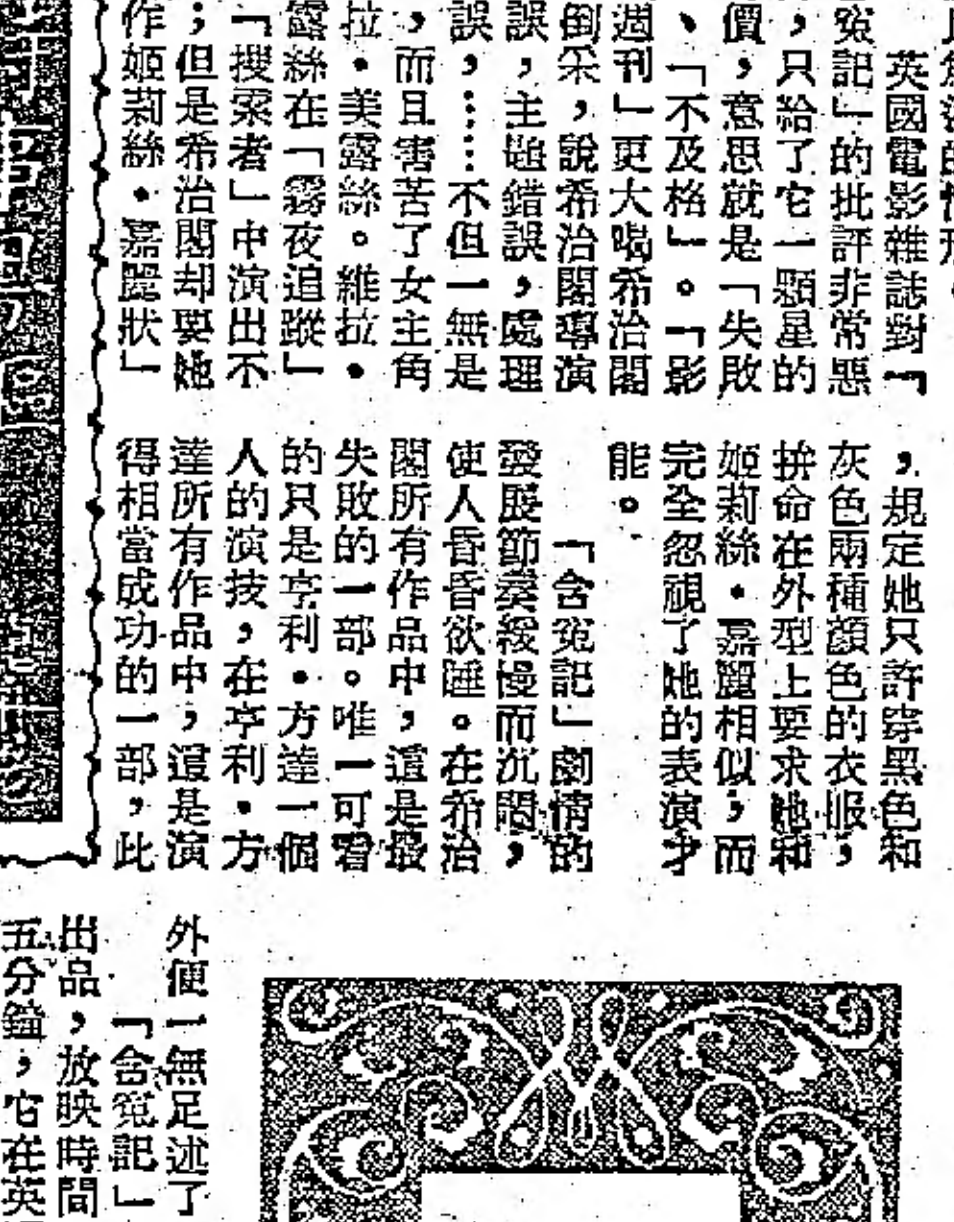 英國電影雜誌對「
冤記」的批評非常惡
，只給了它一顆星的
價，意思就是「失敗
、「不及格」。「影
週刊」更大喝希治閣
倒采，說希治閣導演
誤，主題錯誤，處理
誤，……不但一無是
，而且害苦了女主角
拉・美露絲。維拉・
露絲在「霧夜追蹤」
「搜索者」中演出不
；但是希治閣却要她
作姬莉絲・嘉麗狀」
，規定她只許穿黑色和
灰色兩種顏色的衣服，
拚命在外型上要求她和
姬莉絲・嘉麗相似，而
完全忽視了她的表演才
能。
「含冤記」劇情的
發展節奏緩慢而沉悶，
使人昏昏欲睡。在希治
閣所有作品中，這是最
失敗的一部。唯一可看
的只是亨利・方達一個
人的演技，在亨利・方
達所有作品中，這是演
得相當成功的一部，此
外便一無足述了
「含冤記」
出品，放映時間
五分鐘，它在英